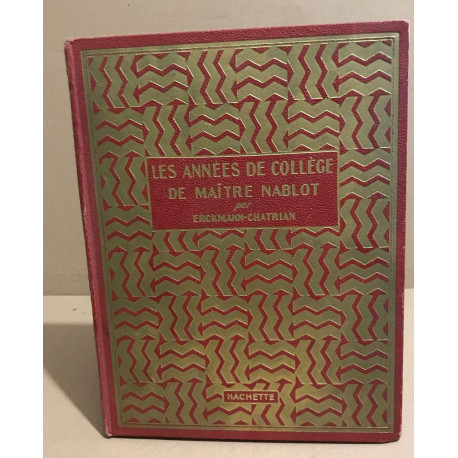 LES ANNÉES DE COLLÈGE
DE MAÎTRE NABLOT
par
ERCKMANN-CHATRIAN
HACHETTE